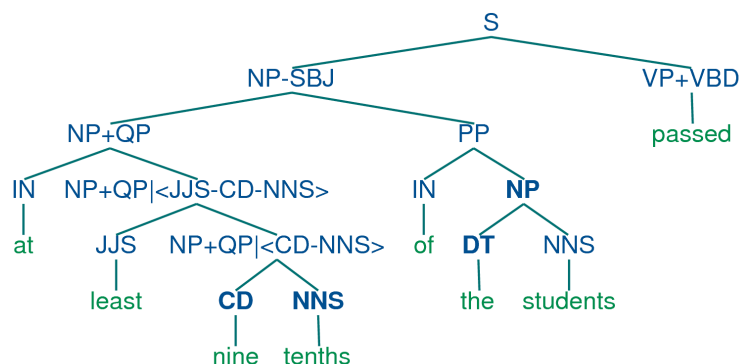 S
NP-SBJ VP+VBD
NP+QP PP passed
IN NP+QP|<JJS-CD-NNS> IN NP
at JJS NP+QP|<CD-NNS> of DT NNS
least CD NNS the students
nine tenths